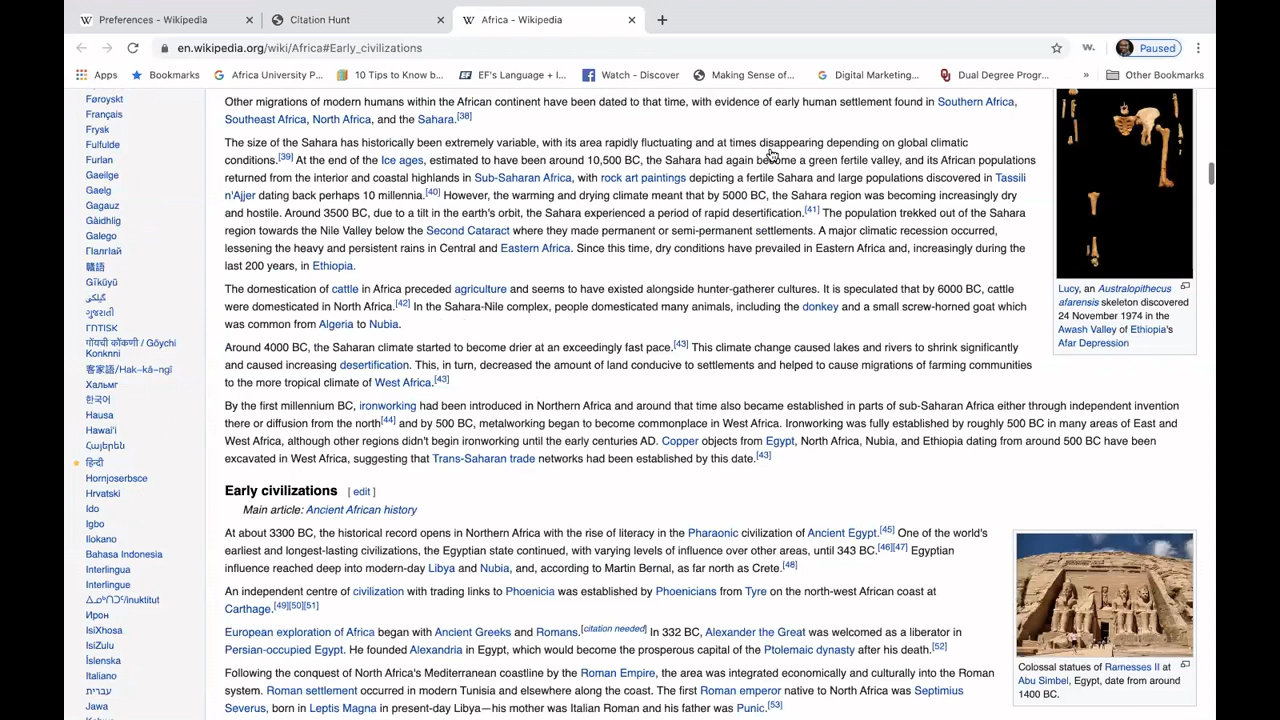 Preferences - Wikipedia
Citation Hunt
Africa - Wikipedia
en.wikipedia.org/wiki/Africa#Early_civilizations
Paused
Apps
Bookmarks
Africa University P...
10 Tips to Know b...
EF's Language + I...
Watch - Discover
Making Sense of...
Digital Marketing...
Dual Degree Progr...
»
Other Bookmarks
Føroyskt
Français
Frysk
Fulfulde
Furlan
Gaeilge
Gaelg
Gagauz
Gàidhlig
Galego
ГӀалгӀай
贛語
Gĩkũyũ
گیلکی
ગુજરાતી
गोंयची कोंकणी / Gõychi
Konknni
客家語/Hak-kâ-ngî
Хальмг
한국어
Hausa
Hawaiʻi
Հայերեն
हिन्दी
Hornjoserbsce
Hrvatski
Ido
Igbo
Ilokano
Bahasa Indonesia
Interlingua
Interlingue
ᐃᓄᒃᑎᑐᑦ/inuktitut
Ирон
IsiXhosa
IsiZulu
Íslenska
Italiano
עברית
Jawa
Other migrations of modern humans within the African continent have been dated to that time, with evidence of early human settlement found in Southern Africa,
Southeast Africa, North Africa, and the Sahara.[38]
The size of the Sahara has historically been extremely variable, with its area rapidly fluctuating and at times disappearing depending on global climatic
conditions.[39] At the end of the Ice ages, estimated to have been around 10,500 BC, the Sahara had again become a green fertile valley, and its African populations
returned from the interior and coastal highlands in Sub-Saharan Africa, with rock art paintings depicting a fertile Sahara and large populations discovered in Tassili
n'Ajjer dating back perhaps 10 millennia.[40] However, the warming and drying climate meant that by 5000 BC, the Sahara region was becoming increasingly dry
and hostile. Around 3500 BC, due to a tilt in the earth's orbit, the Sahara experienced a period of rapid desertification.[41] The population trekked out of the Sahara
region towards the Nile Valley below the Second Cataract where they made permanent or semi-permanent settlements. A major climatic recession occurred,
lessening the heavy and persistent rains in Central and Eastern Africa. Since this time, dry conditions have prevailed in Eastern Africa and, increasingly during the
last 200 years, in Ethiopia.
The domestication of cattle in Africa preceded agriculture and seems to have existed alongside hunter-gatherer cultures. It is speculated that by 6000 BC, cattle
were domesticated in North Africa.[42] In the Sahara-Nile complex, people domesticated many animals, including the donkey and a small screw-horned goat which
was common from Algeria to Nubia.
Around 4000 BC, the Saharan climate started to become drier at an exceedingly fast pace.[43] This climate change caused lakes and rivers to shrink significantly
and caused increasing desertification. This, in turn, decreased the amount of land conducive to settlements and helped to cause migrations of farming communities
to the more tropical climate of West Africa.[43]
By the first millennium BC, ironworking had been introduced in Northern Africa and around that time also became established in parts of sub-Saharan Africa either through independent invention
there or diffusion from the north[44] and by 500 BC, metalworking began to become commonplace in West Africa. Ironworking was fully established by roughly 500 BC in many areas of East and
West Africa, although other regions didn't begin ironworking until the early centuries AD. Copper objects from Egypt, North Africa, Nubia, and Ethiopia dating from around 500 BC have been
excavated in West Africa, suggesting that Trans-Saharan trade networks had been established by this date.[43]
Lucy, an Australopithecus
afarensis skeleton discovered
24 November 1974 in the
Awash Valley of Ethiopia's
Afar Depression
Early civilizations [ edit ]
Main article: Ancient African history
At about 3300 BC, the historical record opens in Northern Africa with the rise of literacy in the Pharaonic civilization of Ancient Egypt.[45] One of the world's
earliest and longest-lasting civilizations, the Egyptian state continued, with varying levels of influence over other areas, until 343 BC.[46][47] Egyptian
influence reached deep into modern-day Libya and Nubia, and, according to Martin Bernal, as far north as Crete.[48]
An independent centre of civilization with trading links to Phoenicia was established by Phoenicians from Tyre on the north-west African coast at
Carthage.[49][50][51]
European exploration of Africa began with Ancient Greeks and Romans.[citation needed] In 332 BC, Alexander the Great was welcomed as a liberator in
Persian-occupied Egypt. He founded Alexandria in Egypt, which would become the prosperous capital of the Ptolemaic dynasty after his death.[52]
Following the conquest of North Africa's Mediterranean coastline by the Roman Empire, the area was integrated economically and culturally into the Roman
system. Roman settlement occurred in modern Tunisia and elsewhere along the coast. The first Roman emperor native to North Africa was Septimius
Severus, born in Leptis Magna in present-day Libya—his mother was Italian Roman and his father was Punic.[53]
Colossal statues of Ramesses II at
Abu Simbel, Egypt, date from around
1400 BC.